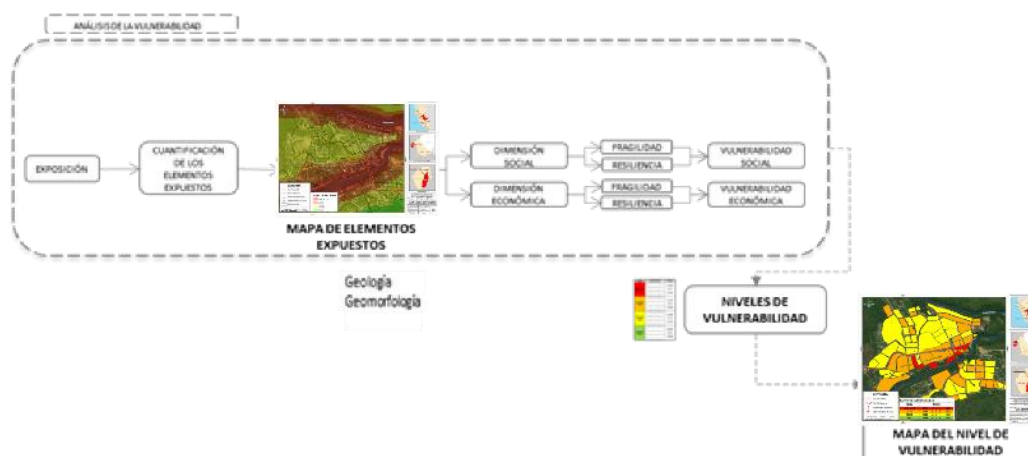 ANÁLISIS DE LA VULNERABILIDAD
EXPOSICIÓN
CUANTIFICACIÓN
DE LOS
ELEMENTOS
EXPUESTOS
MAPA DE ELEMENTOS
EXPUESTOS
DIMENSIÓN
SOCIAL
FRAGILIDAD
RESILIENCIA
VULNERABILIDAD
SOCIAL
DIMENSIÓN
ECONÓMICA
FRAGILIDAD
RESILIENCIA
VULNERABILIDAD
ECONÓMICA
Geología
Geomorfología
NIVELES DE
VULNERABILIDAD
MAPA DEL NIVEL DE
VULNERABILIDAD